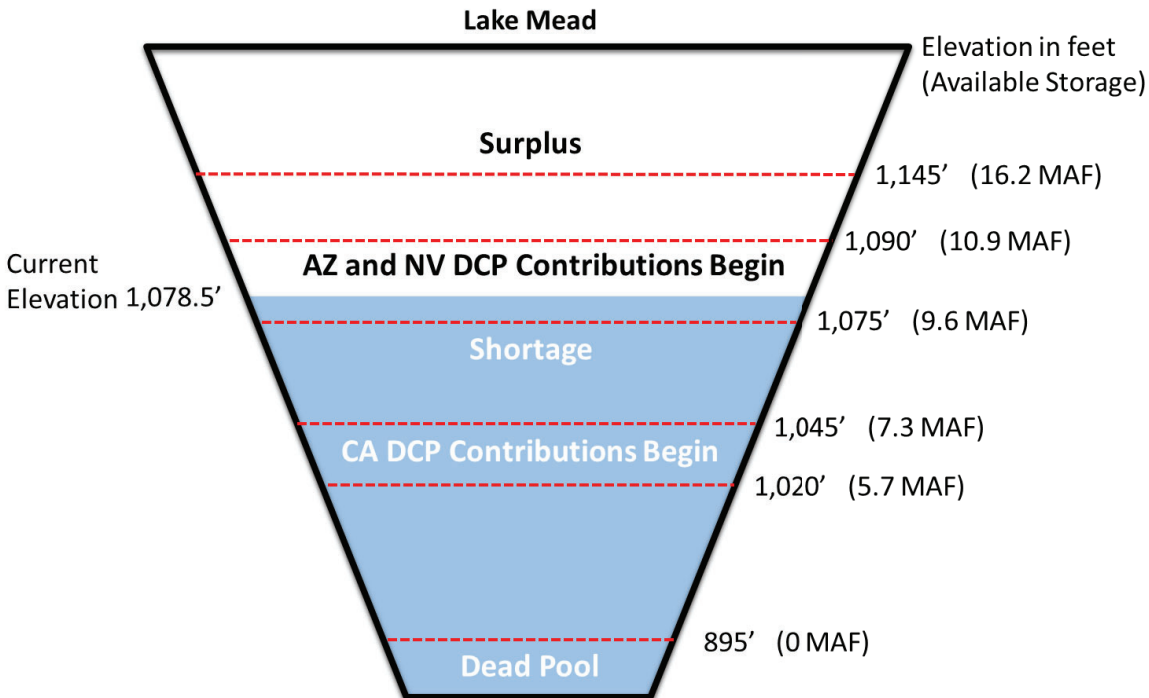 Lake Mead
Elevation in feet
(Available Storage)
Surplus
1,145’ (16.2 MAF)
1,090’ (10.9 MAF)
AZ and NV DCP Contributions Begin
Current
Elevation 1,078.5’
1,075’ (9.6 MAF)
Shortage
1,045’ (7.3 MAF)
CA DCP Contributions Begin
1,020’ (5.7 MAF)
895’ (0 MAF)
Dead Pool